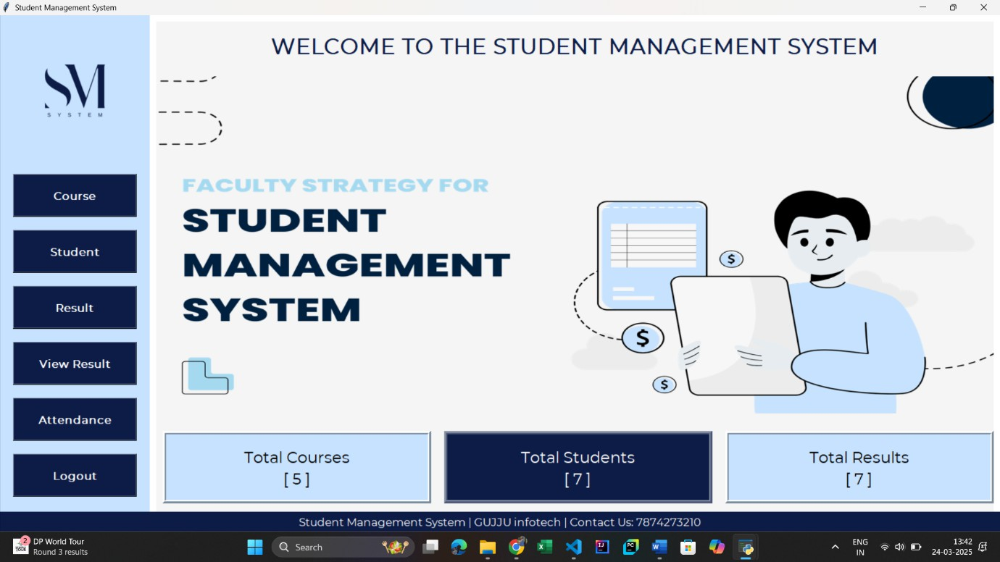 Student Management System
WELCOME TO THE STUDENT MANAGEMENT SYSTEM
SM
SYSTEM
Course
Student
Result
View Result
Attendance
Logout
FACULTY STRATEGY FOR
STUDENT
MANAGEMENT
SYSTEM
$
$
$
Total Courses
[ 5 ]
Total Students
[ 7 ]
Total Results
[ 7 ]
Student Management System | GUJJU infotech | Contact Us: 7874273210
2
DP World Tour
Round 3 results
Search
ENG
IN
13:42
24-03-2025